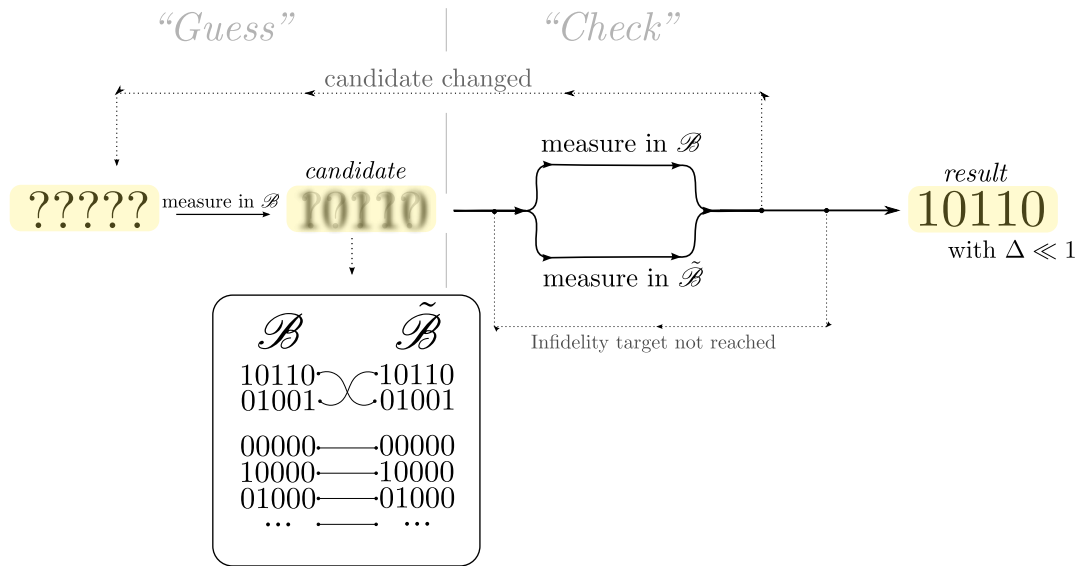 “Guess”
“Check”
candidate changed
?????
measure in ℬ
candidate
10110
measure in ℬ
measure in ℬ̃
result
10110
with Δ ≪ 1
Infidelity target not reached
ℬ ℬ̃
10110 10110
01001 01001
00000 00000
10000 10000
01000 01000
... ...